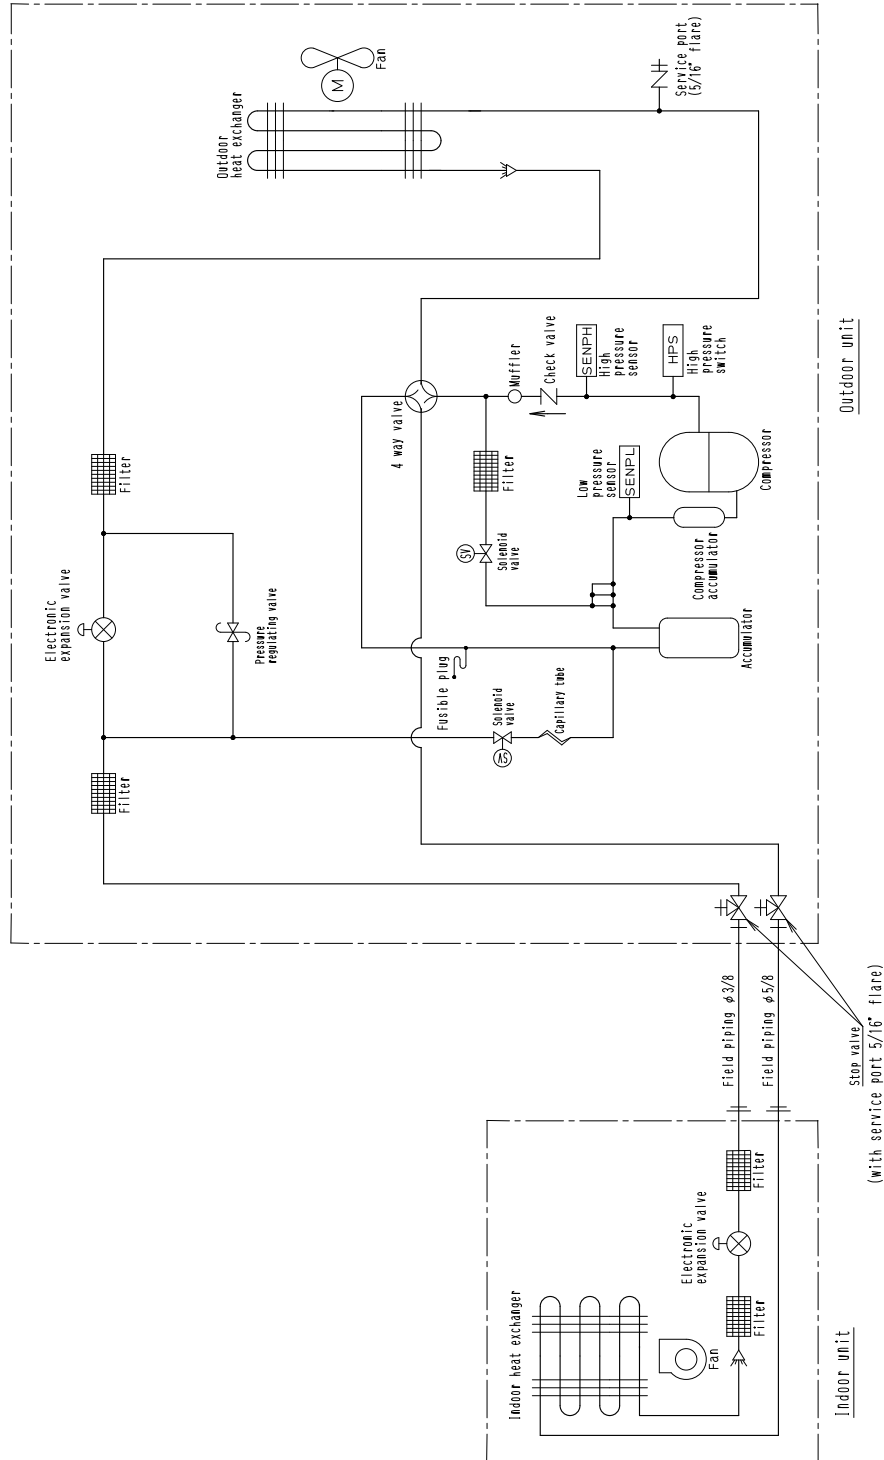 Outdoor unit
Outdoor
heat exchanger
M
Fan
Service port
(5/16" flare)
Filter
Electronic
expansion valve
Pressure
regulating valve
Filter
4 way valve
Muffler
Check valve
SENPH
High
pressure
sensor
HPS
High
pressure
switch
Filter
SV
Solenoid
valve
Low
pressure
sensor
SENPL
Compressor
Compressor
accumulator
Accumulator
Fusible plug
Solenoid
valve
SV
Capillary tube
Stop valve
(with service port 5/16" flare)
Field piping φ3/8
Field piping φ5/8
Indoor unit
Filter
Electronic
expansion valve
Filter
Indoor heat exchanger
Fan